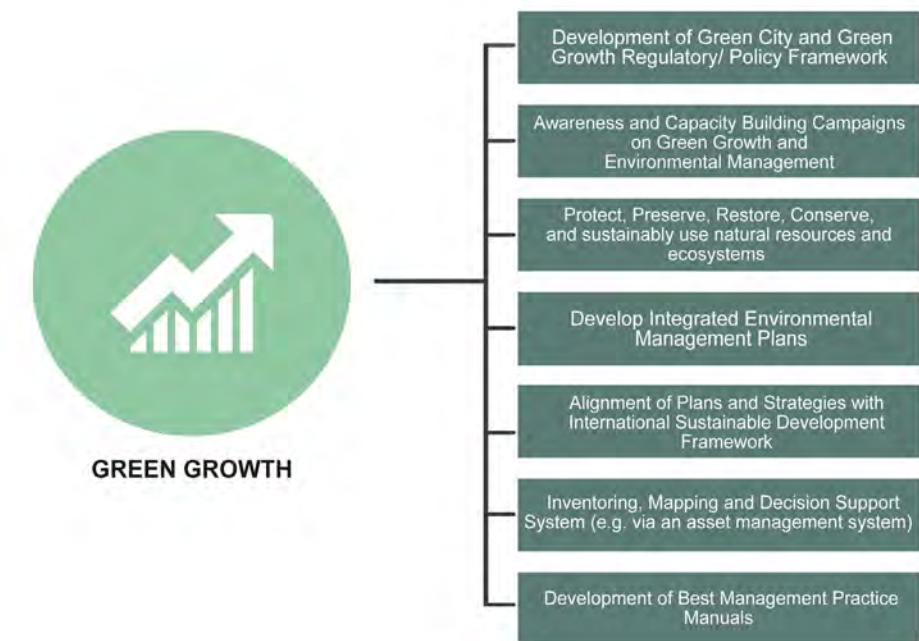 Development of Green City and Green
Growth Regulatory/ Policy Framework
Awareness and Capacity Building Campaigns
on Green Growth and
Environmental Management
Protect, Preserve, Restore, Conserve,
and sustainably use natural resources and
ecosystems
Develop Integrated Environmental
Management Plans
Alignment of Plans and Strategies with
International Sustainable Development
Framework
Inventoring, Mapping and Decision Support
System (e.g. via an asset management system)
Development of Best Management Practice
Manuals
GREEN GROWTH